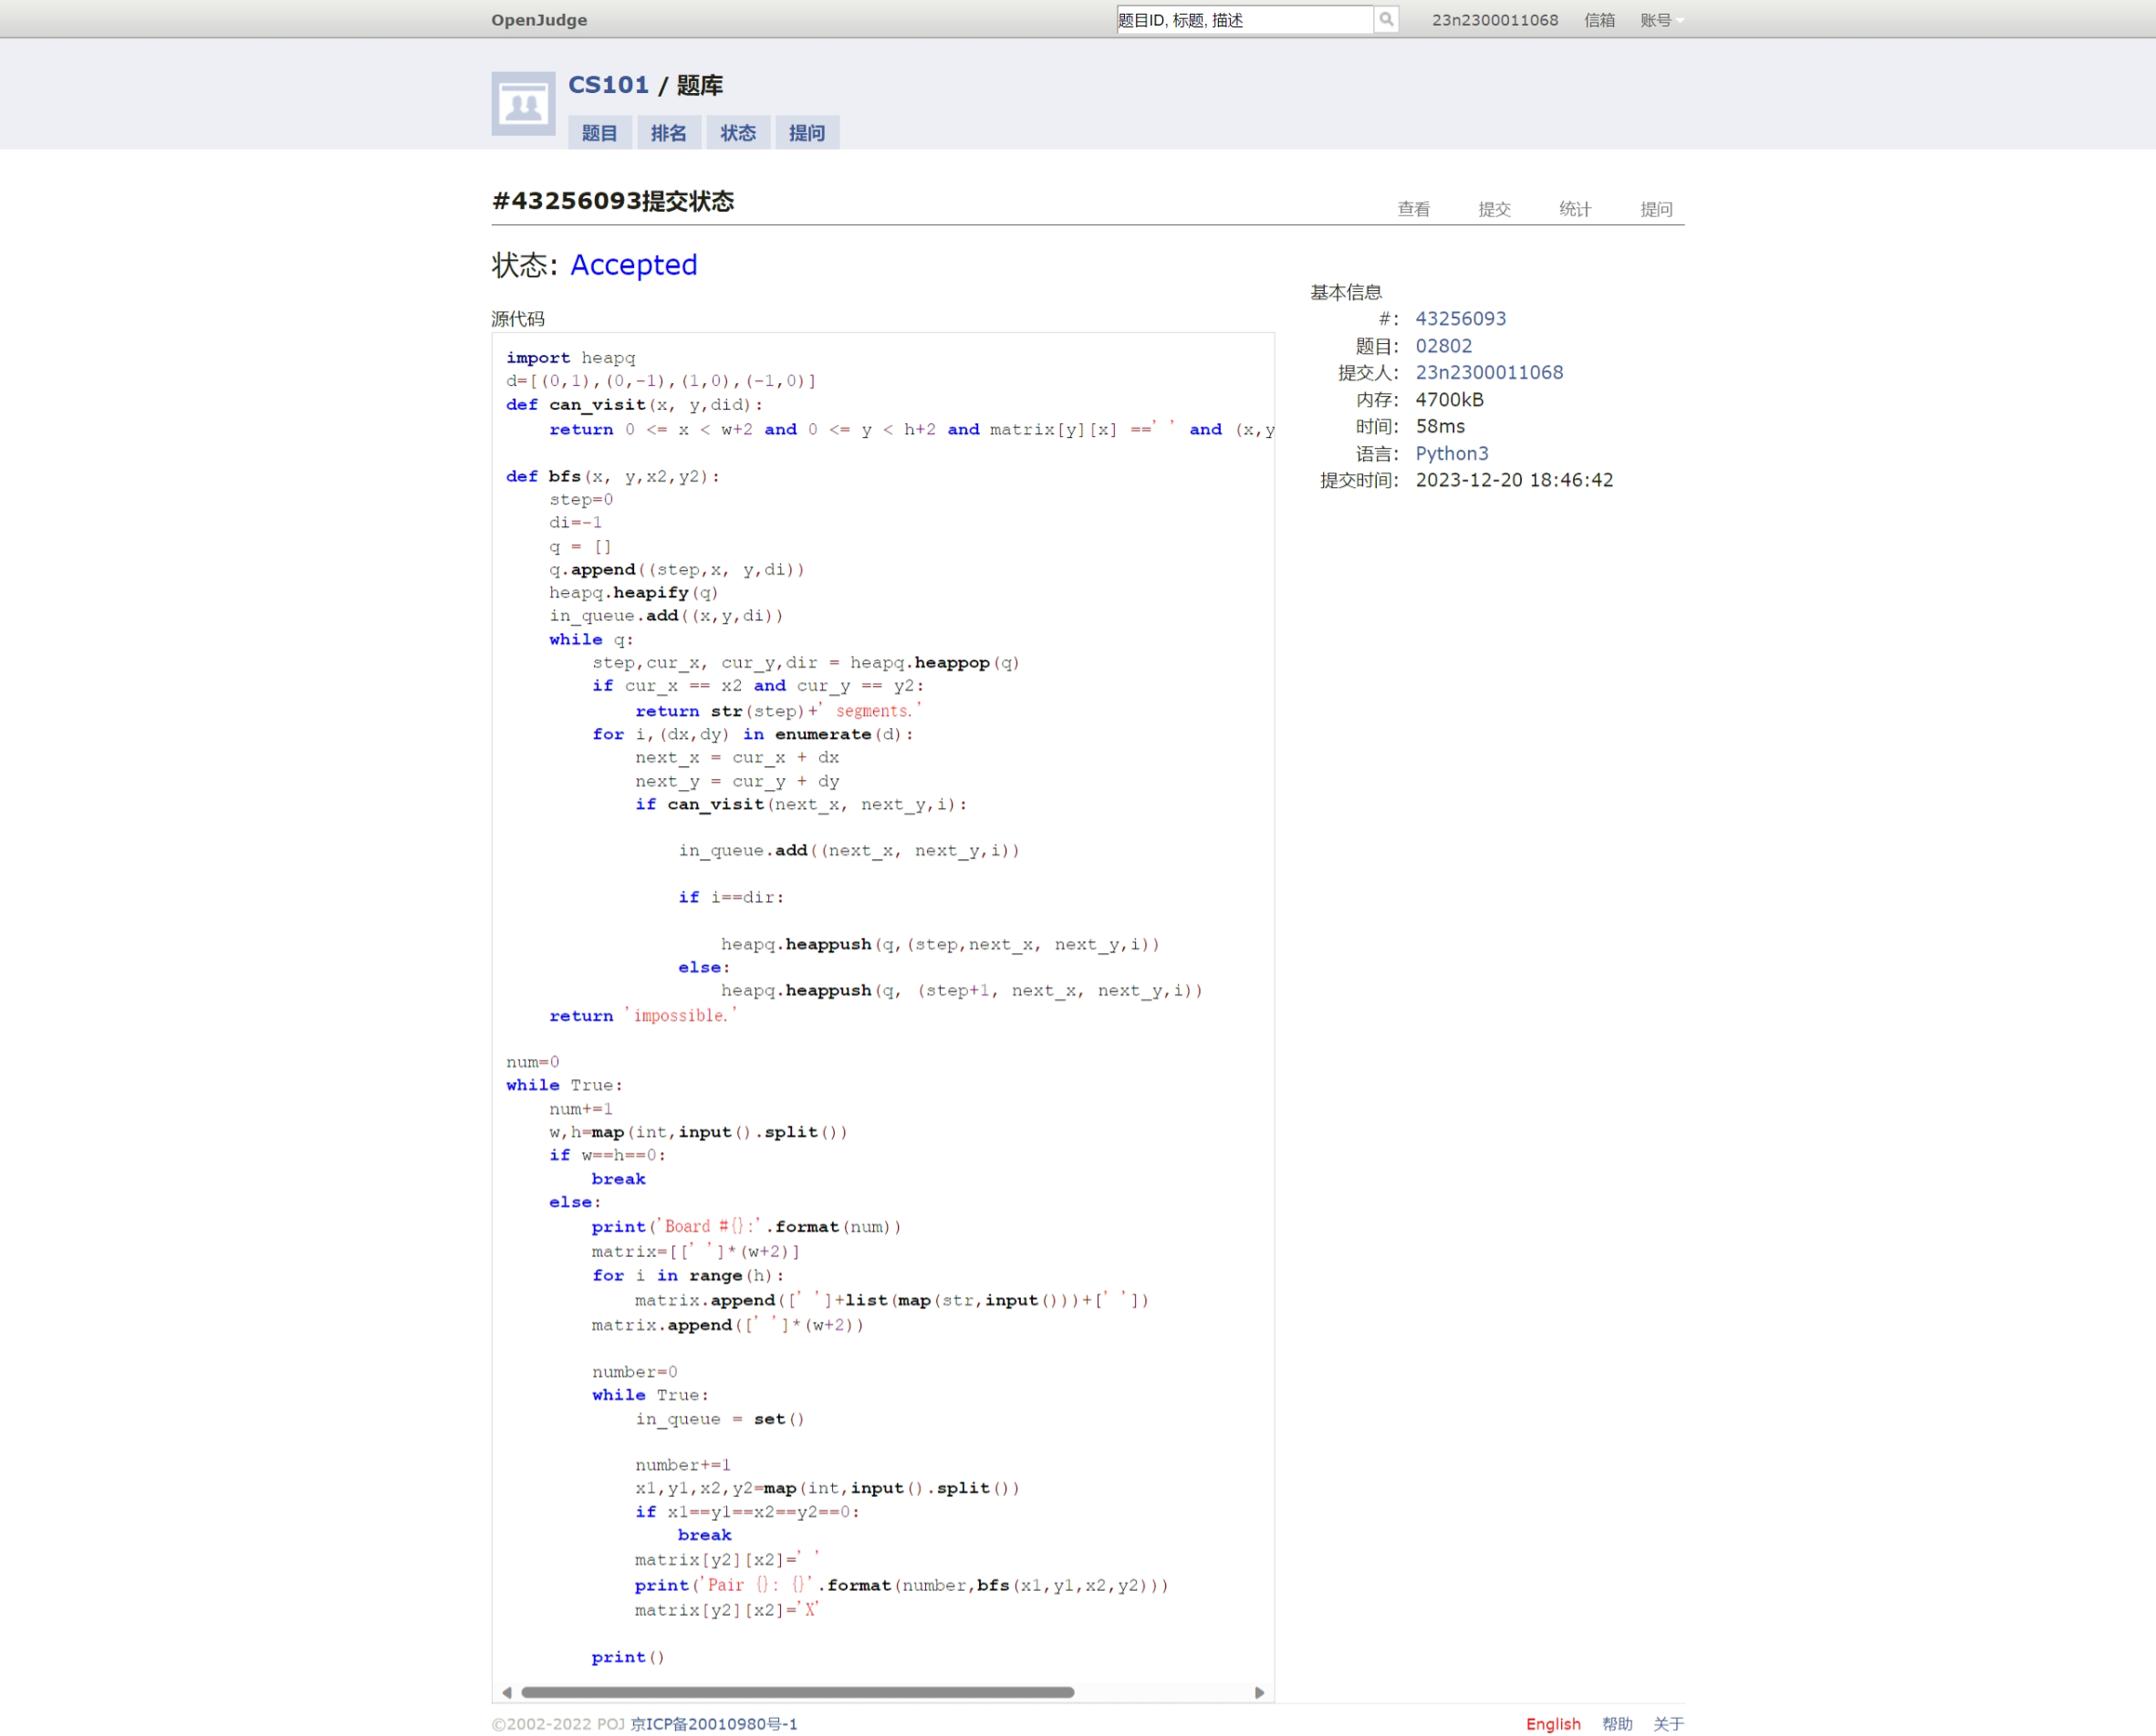 OpenJudge
题目ID, 标题, 描述
23n2300011068 信箱 账号
CS101 / 题库
题目 排名 状态 提问
#43256093提交状态
查看 提交 统计 提问
状态: Accepted
源代码
import heapq
d=[(0,1),(0,-1),(1,0),(-1,0)]
def can_visit(x, y,did):
    return 0 <= x < w+2 and 0 <= y < h+2 and matrix[y][x] ==' ' and (x,y

def bfs(x, y,x2,y2):
    step=0
    di=-1
    q = []
    q.append((step,x, y,di))
    heapq.heapify(q)
    in_queue.add((x,y,di))
    while q:
        step,cur_x, cur_y,dir = heapq.heappop(q)
        if cur_x == x2 and cur_y == y2:
            return str(step)+' segments.'
        for i,(dx,dy) in enumerate(d):
            next_x = cur_x + dx
            next_y = cur_y + dy
            if can_visit(next_x, next_y,i):

                in_queue.add((next_x, next_y,i))

                if i==dir:

                    heapq.heappush(q,(step,next_x, next_y,i))
                else:
                    heapq.heappush(q, (step+1, next_x, next_y,i))
    return 'impossible.'

num=0
while True:
    num+=1
    w,h=map(int,input().split())
    if w==h==0:
        break
    else:
        print('Board #{}:'.format(num))
        matrix=[[' ']*(w+2)]
        for i in range(h):
            matrix.append([' ']+list(map(str,input()))+[' '])
        matrix.append([' ']*(w+2))

        number=0
        while True:
            in_queue = set()

            number+=1
            x1,y1,x2,y2=map(int,input().split())
            if x1==y1==x2==y2==0:
                break
            matrix[y2][x2]=' '
            print('Pair {}: {}'.format(number,bfs(x1,y1,x2,y2)))
            matrix[y2][x2]='X'

        print()
基本信息
#: 43256093
题目: 02802
提交人: 23n2300011068
内存: 4700kB
时间: 58ms
语言: Python3
提交时间: 2023-12-20 18:46:42
©2002-2022 POJ 京ICP备20010980号-1
English 帮助 关于